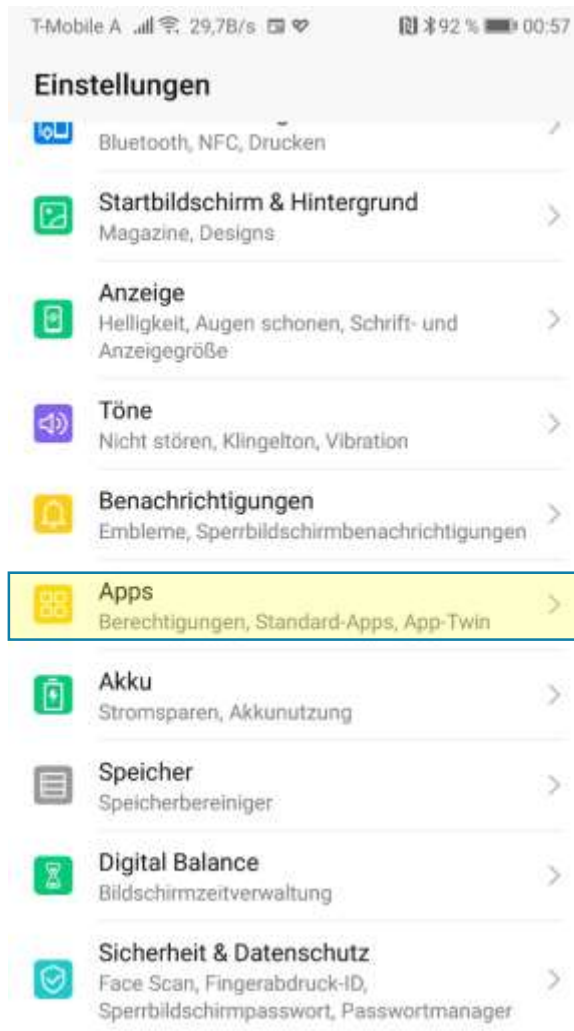 T-Mobile A 29,7B/s 92 % 00:57
Einstellungen
Bluetooth, NFC, Drucken
Startbildschirm & Hintergrund
Magazine, Designs
Anzeige
Helligkeit, Augen schonen, Schrift- und
Anzeigegröße
Töne
Nicht stören, Klingelton, Vibration
Benachrichtigungen
Embleme, Sperrbildschirmbenachrichtigungen
Apps
Berechtigungen, Standard-Apps, App-Twin
Akku
Stromsparen, Akkunutzung
Speicher
Speicherbereiniger
Digital Balance
Bildschirmzeitverwaltung
Sicherheit & Datenschutz
Face Scan, Fingerabdruck-ID,
Sperrbildschirmpasswort, Passwortmanager